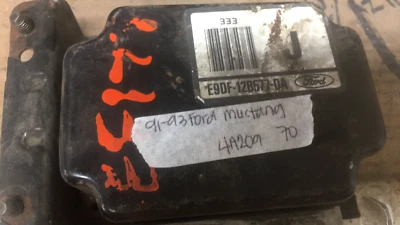 333
J
E9DF-12B577-DA
Ford
91-93 Ford Mustang
4A209 70